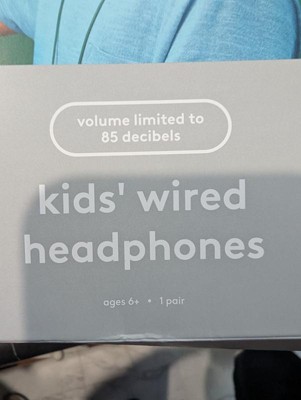 volume limited to
85 decibels
kids' wired
headphones
ages 6+ • 1 pair